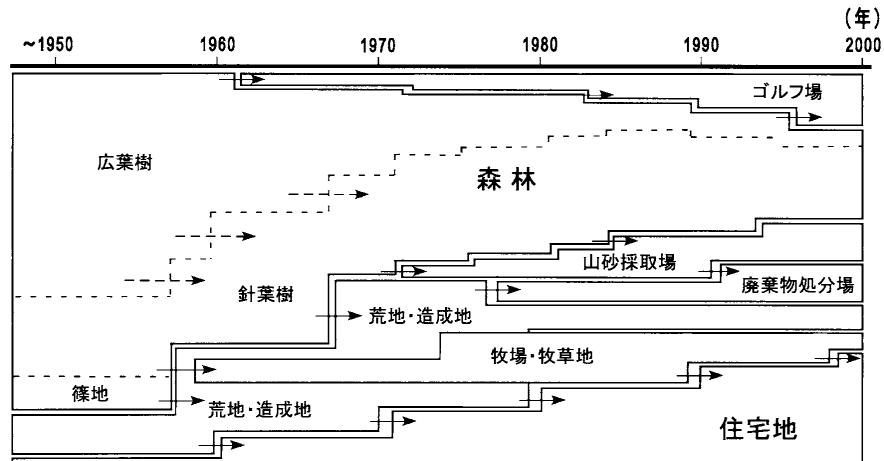 (年)
~1950 1960 1970 1980 1990 2000
ゴルフ場
広葉樹
森林
山砂採取場
針葉樹
廃棄物処分場
荒地・造成地
牧場・牧草地
篠地
荒地・造成地
住宅地